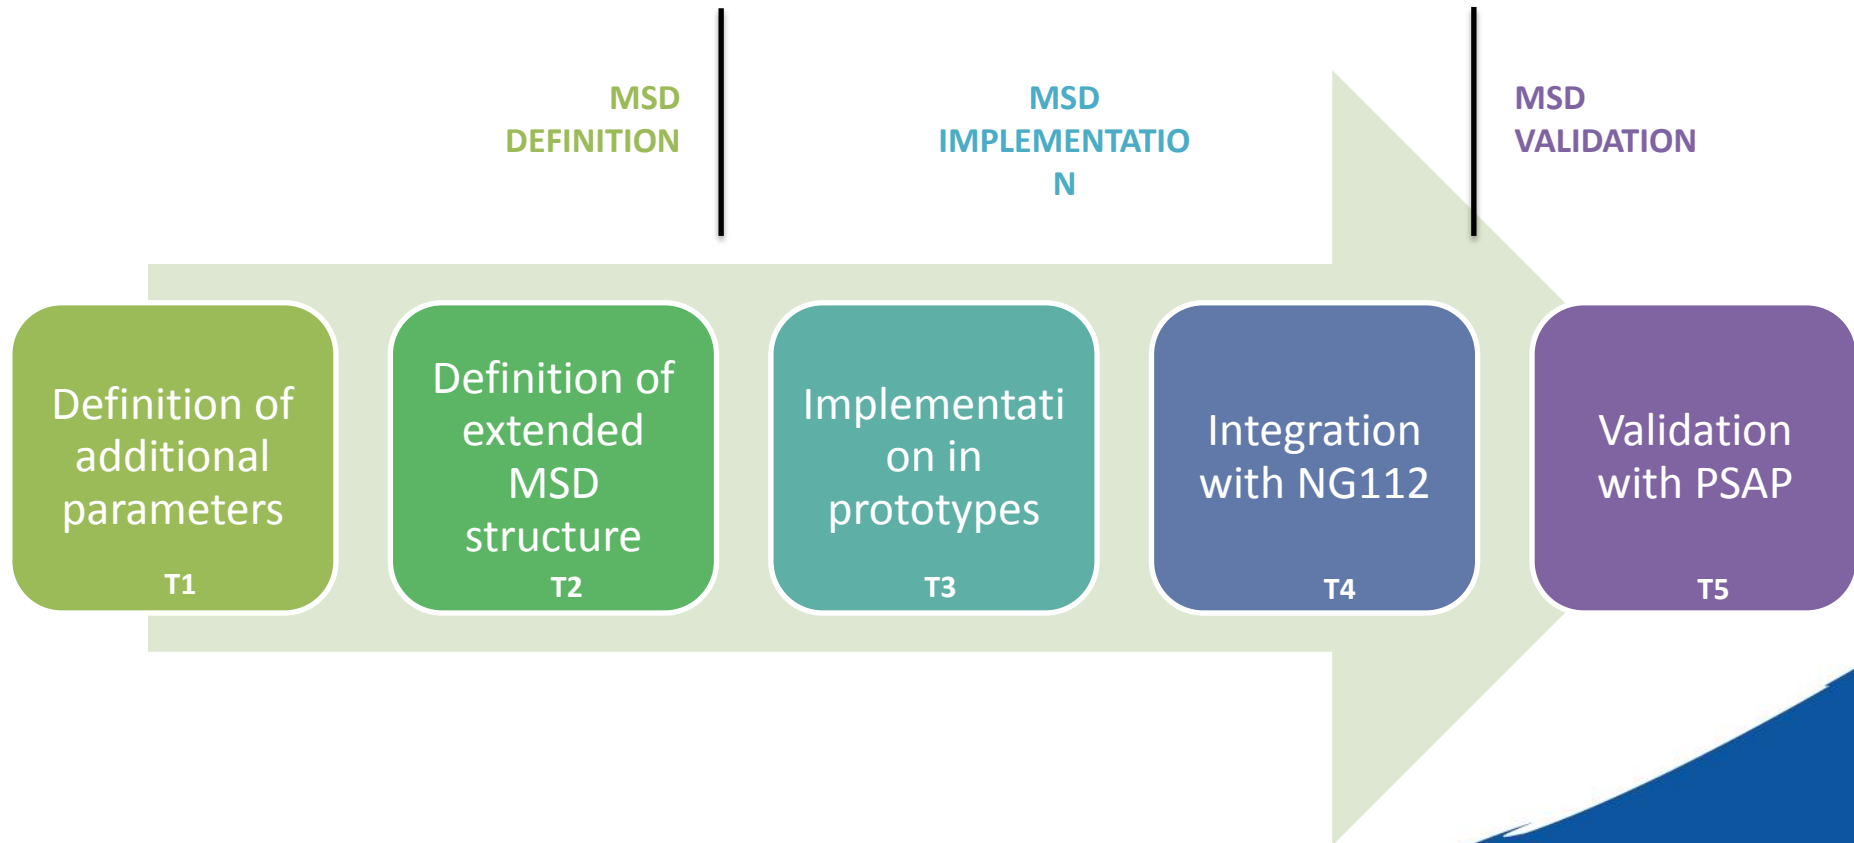 MSD
DEFINITION
MSD
IMPLEMENTATIO
N
MSD
VALIDATION
Definition of
additional
parameters
T1
Definition of
extended
MSD
structure
T2
Implementati
on in
prototypes
T3
Integration
with NG112
T4
Validation
with PSAP
T5